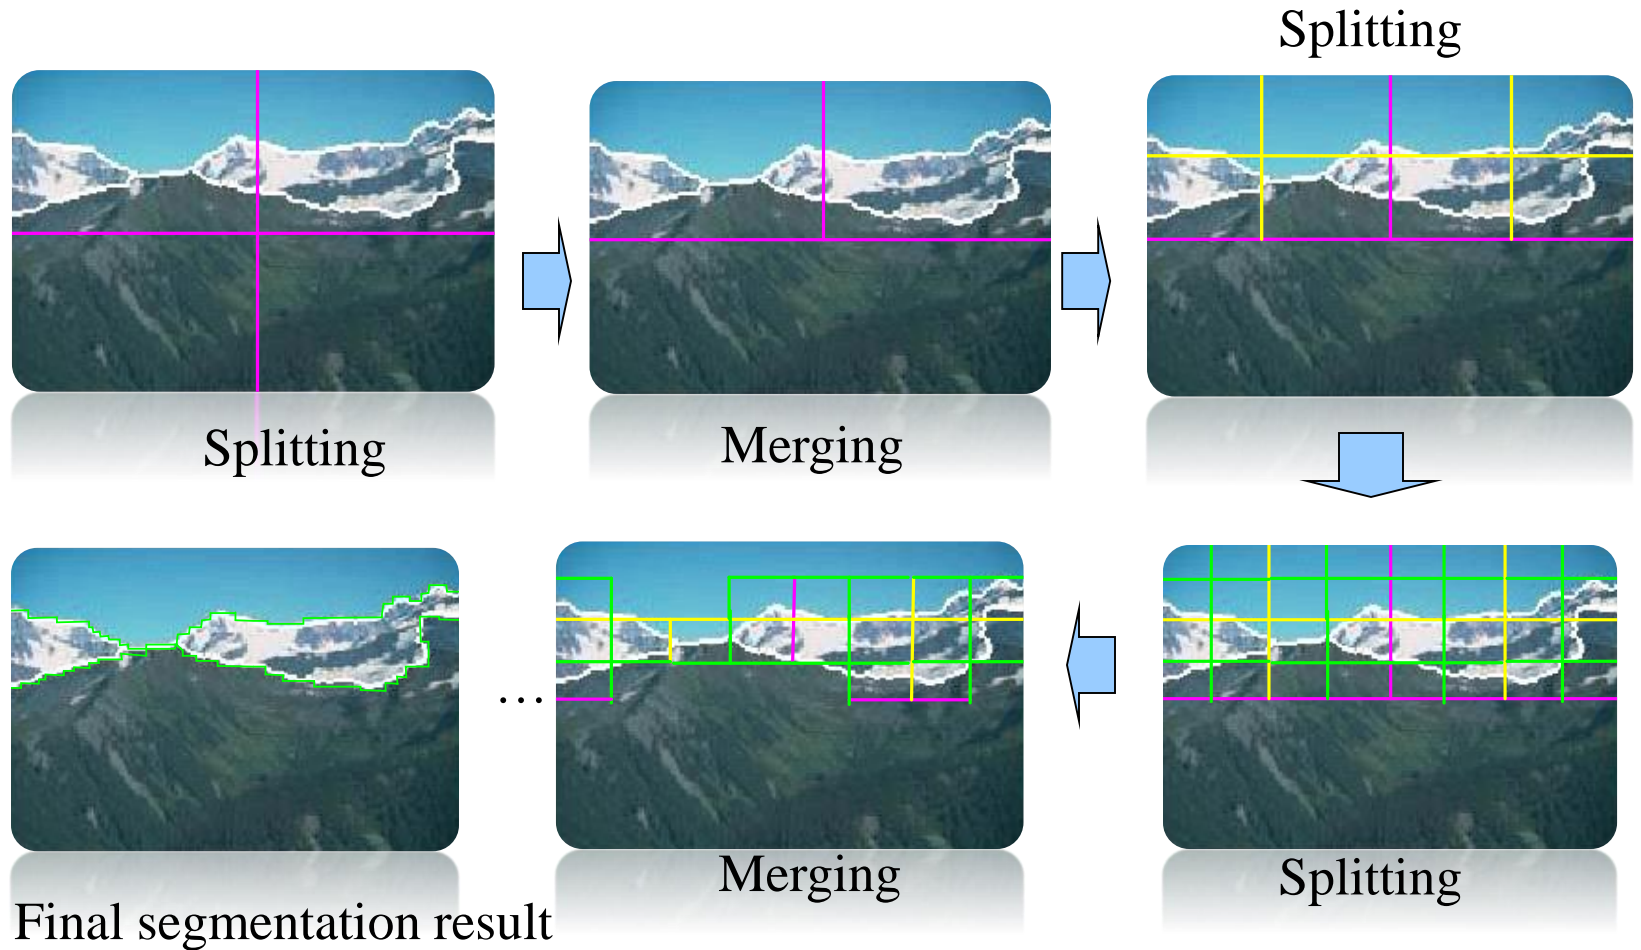 Splitting
Splitting
Merging
Splitting
Merging
…
Final segmentation result